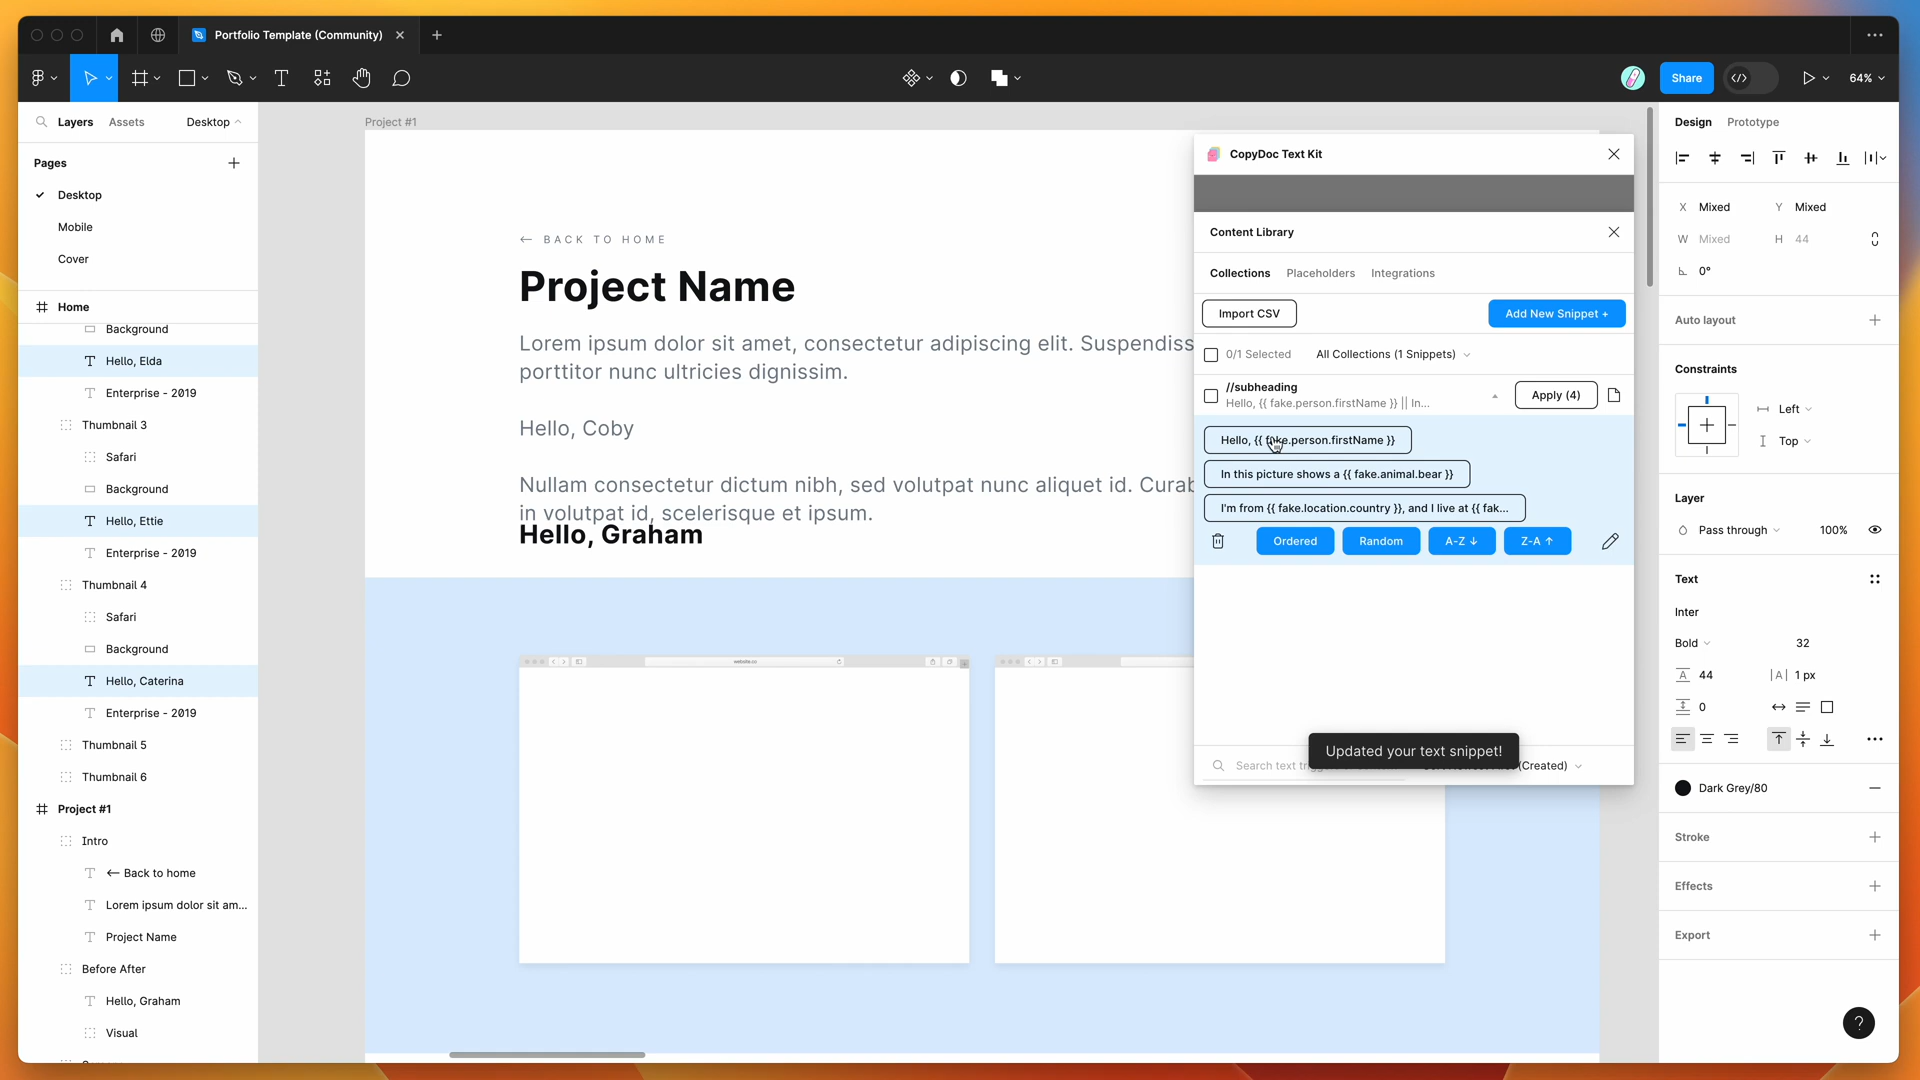 Portfolio Template (Community)
Share
64%
Layers
Assets
Desktop
Pages
Desktop
Mobile
Cover
Home
Background
Hello, Elda
Enterprise - 2019
Thumbnail 3
Safari
Background
Hello, Ettie
Enterprise - 2019
Thumbnail 4
Safari
Background
Hello, Caterina
Enterprise - 2019
Thumbnail 5
Thumbnail 6
Project #1
Intro
← Back to home
Lorem ipsum dolor sit am...
Project Name
Before After
Hello, Graham
Visual
Project #1
← BACK TO HOME
Project Name
Lorem ipsum dolor sit amet, consectetur adipiscing elit. Suspendiss
porttitor nunc ultricies dignissim.
Hello, Coby
Nullam consectetur dictum nibh, sed volutpat nunc aliquet id. Curab
in volutpat id, scelerisque et ipsum.
Hello, Graham
website.co
CopyDoc Text Kit
Content Library
Collections
Placeholders
Integrations
Import CSV
Add New Snippet +
0/1 Selected
All Collections (1 Snippets)
//subheading
Hello, {{ fake.person.firstName }} || In...
Apply (4)
Hello, {{ fake.person.firstName }}
In this picture shows a {{ fake.animal.bear }}
I'm from {{ fake.location.country }}, and I live at {{ fak...
Ordered
Random
A-Z ↓
Z-A ↑
Updated your text snippet!
Search text
(Created)
Design
Prototype
X Mixed
Y Mixed
W Mixed
H 44
0°
Auto layout
Constraints
Left
Top
Layer
Pass through
100%
Text
Inter
Bold
32
44
|A| 1 px
0
Dark Grey/80
Stroke
Effects
Export
?